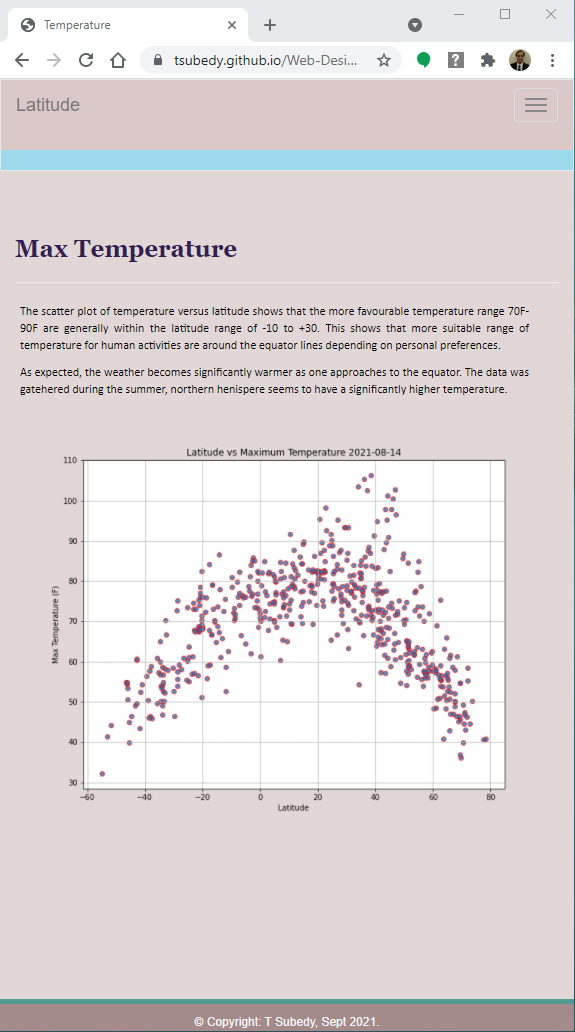 Temperature
tsubedy.github.io/Web-Desi...
Latitude
Max Temperature
The scatter plot of temperature versus latitude shows that the more favourable temperature range 70F-
90F are generally within the latitude range of -10 to +30. This shows that more suitable range of
temperature for human activities are around the equator lines depending on personal preferences.
As expected, the weather becomes significantly warmer as one approaches to the equator. The data was
gatehered during the summer, northern henispere seems to have a significantly higher temperature.
Latitude vs Maximum Temperature 2021-08-14
110
100
90
80
70
60
50
40
30
Max Temperature (F)
−60 −40 −20 0 20 40 60 80
Latitude
© Copyright: T Subedy, Sept 2021.